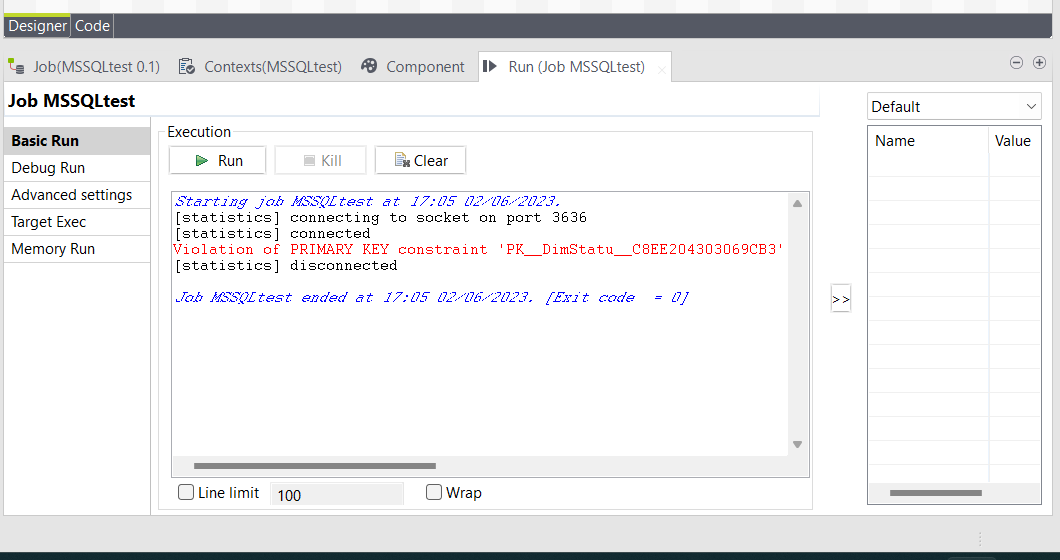 Designer Code
Job(MSSQLtest 0.1) Contexts(MSSQLtest) Component Run (Job MSSQLtest)
Job MSSQLtest
Default
Basic Run
Debug Run
Advanced settings
Target Exec
Memory Run
Execution
Run Kill Clear
Name Value
Starting job MSSQLtest at 17:05 02/06/2023.
[statistics] connecting to socket on port 3636
[statistics] connected
Violation of PRIMARY KEY constraint 'PK__DimStatu__C8EE204303069CB3'
[statistics] disconnected
Job MSSQLtest ended at 17:05 02/06/2023. [Exit code  = 0]
>>
Line limit 100 Wrap